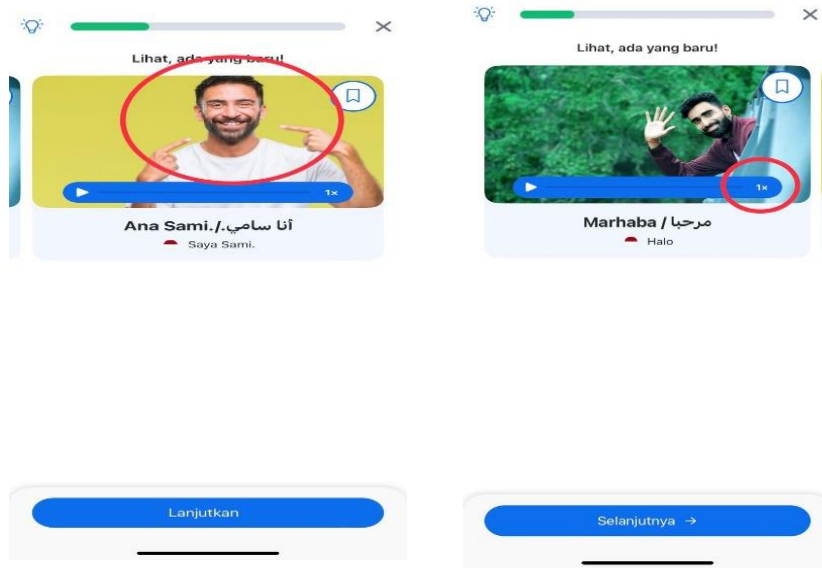 Lihat, ada yang baru!
1x
Ana Sami./.أنا سامي
Saya Sami.
Lanjutkan
Lihat, ada yang baru!
1x
Marhaba / مرحبا
Halo
Selanjutnya →